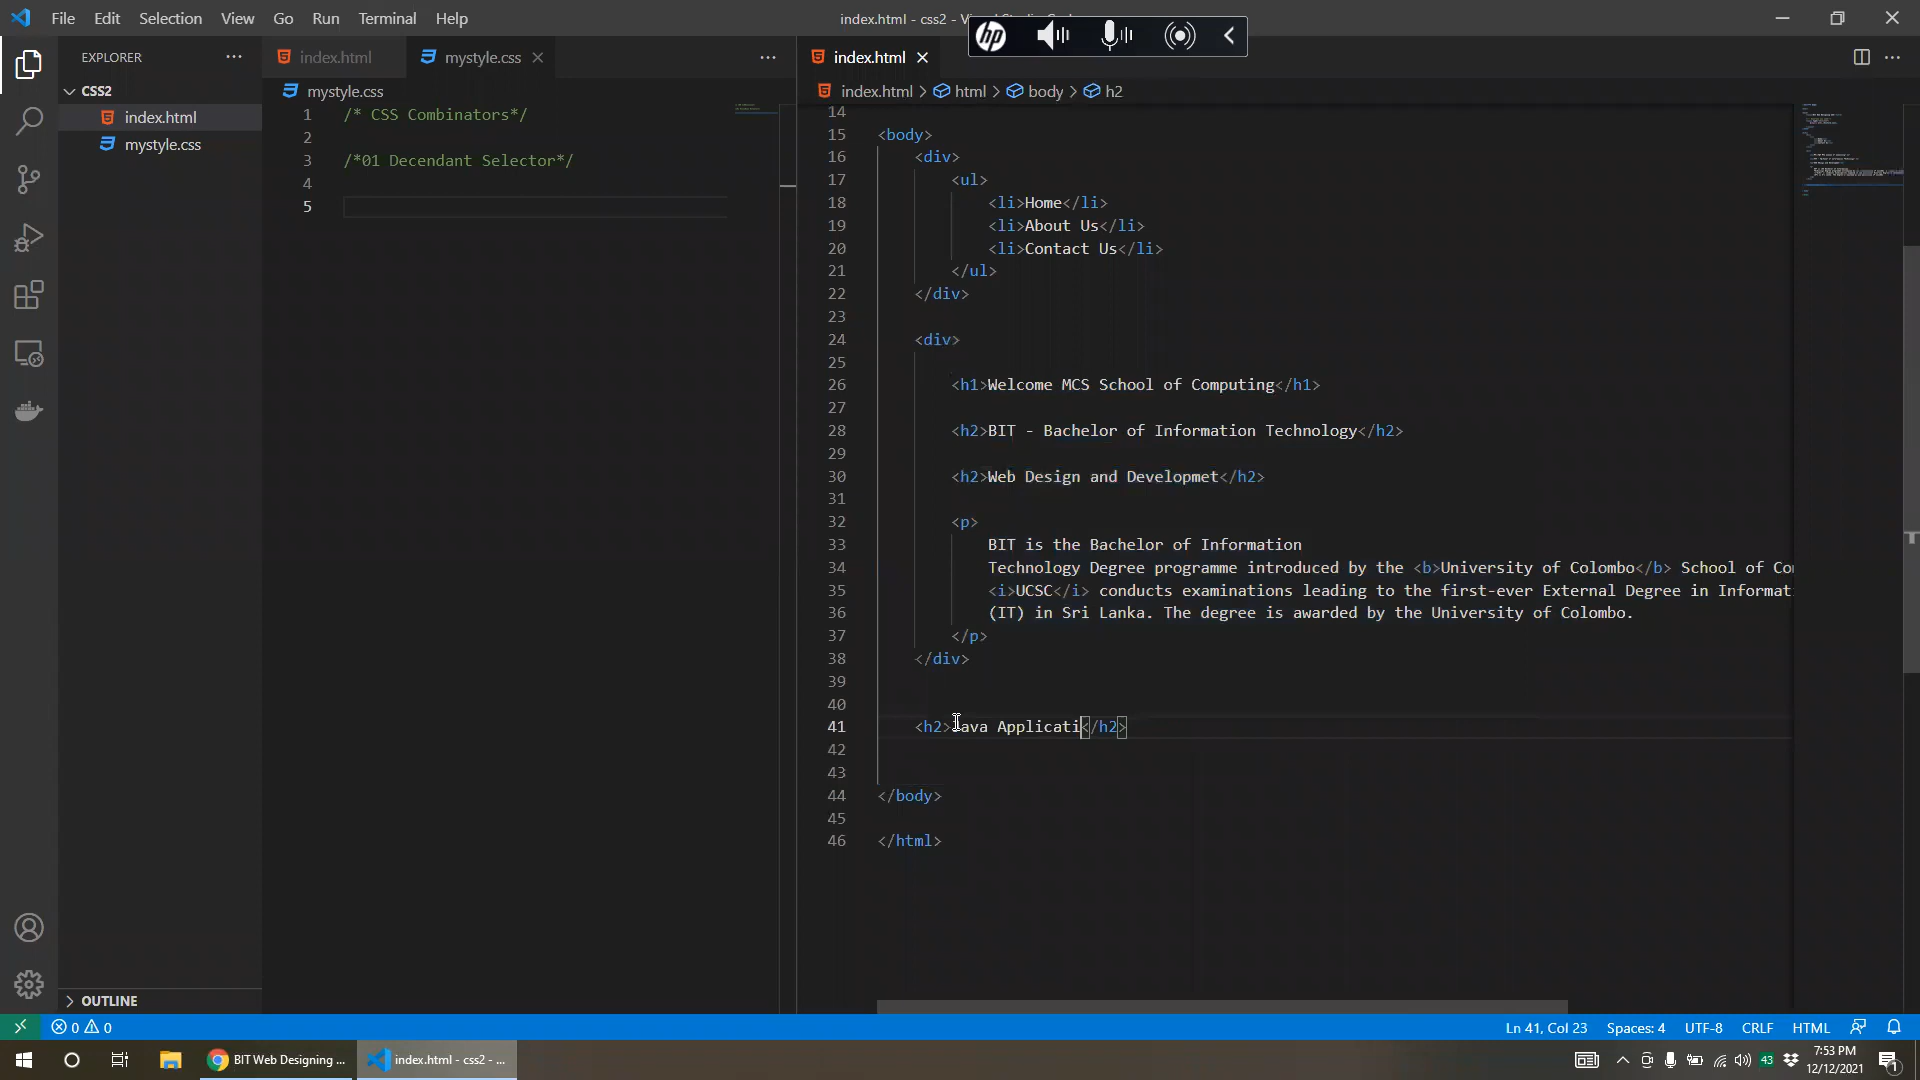 File Edit Selection View Go Run Terminal Help
index.html - css2 - Visual Studio Code
hp
EXPLORER
index.html
mystyle.css
index.html
CSS2
mystyle.css
index.html > html > body > h2
index.html
mystyle.css
1 /* CSS Combinators*/
2
3 /*01 Decendant Selector*/
4
5
14
15 <body>
16 <div>
17 <ul>
18 <li>Home</li>
19 <li>About Us</li>
20 <li>Contact Us</li>
21 </ul>
22 </div>
23
24 <div>
25
26 <h1>Welcome MCS School of Computing</h1>
27
28 <h2>BIT - Bachelor of Information Technology</h2>
29
30 <h2>Web Design and Developmet</h2>
31
32 <p>
33 BIT is the Bachelor of Information
34 Technology Degree programme introduced by the <b>University of Colombo</b> School of Co
35 <i>UCSC</i> conducts examinations leading to the first-ever External Degree in Informat
36 (IT) in Sri Lanka. The degree is awarded by the University of Colombo.
37 </p>
38 </div>
39
40
41 <h2>Java Applicati</h2>
42
43
44 </body>
45
46 </html>
OUTLINE
0 0
Ln 41, Col 23 Spaces: 4 UTF-8 CRLF HTML
BIT Web Designing ...
index.html - css2 - ...
43
7:53 PM
12/12/2021
1